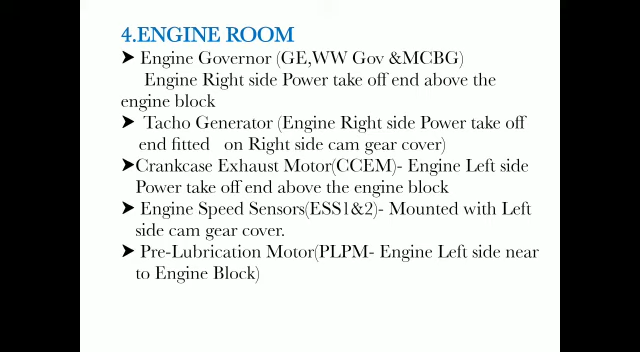 4.ENGINE ROOM
➤ Engine Governor (GE,WW Gov &MCBG)
Engine Right side Power take off end above the
engine block
➤ Tacho Generator (Engine Right side Power take off
end fitted on Right side cam gear cover)
➤Crankcase Exhaust Motor(CCEM)- Engine Left side
Power take off end above the engine block
➤ Engine Speed Sensors(ESS1&2)- Mounted with Left
side cam gear cover.
➤ Pre-Lubrication Motor(PLPM- Engine Left side near
to Engine Block)